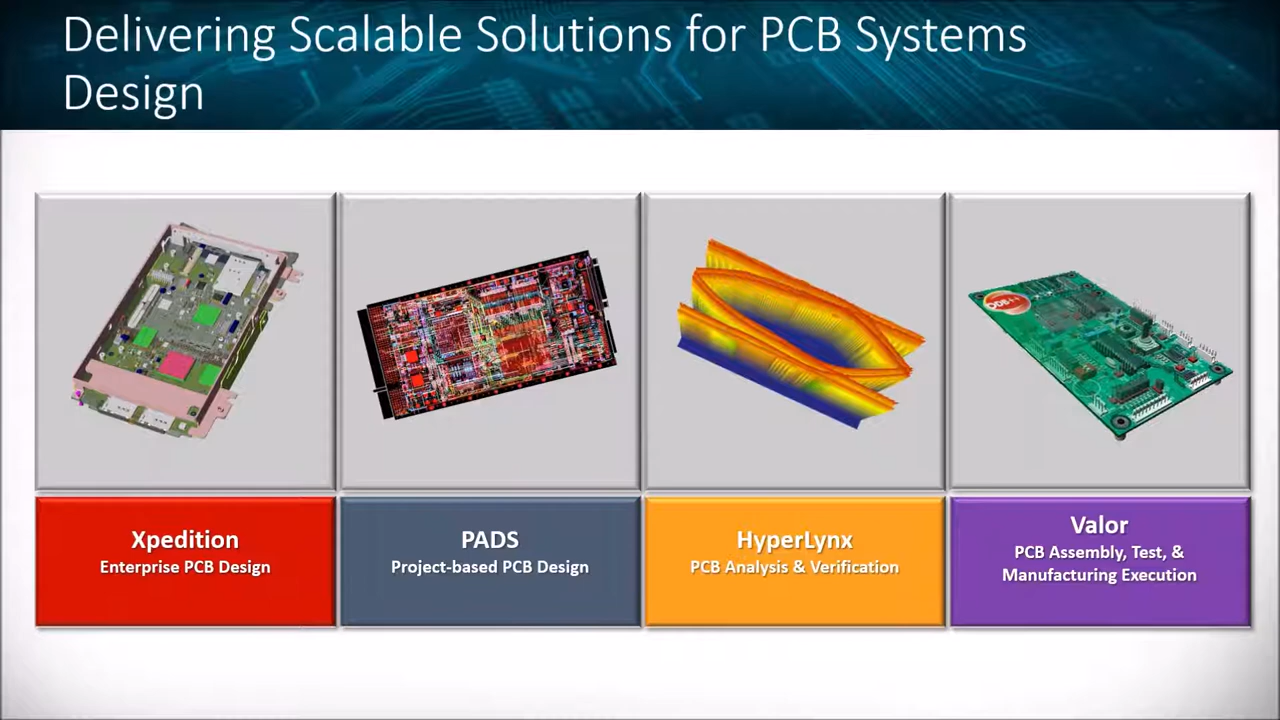 Delivering Scalable Solutions for PCB Systems
Design
ODB++
Xpedition
Enterprise PCB Design
PADS
Project-based PCB Design
HyperLynx
PCB Analysis & Verification
Valor
PCB Assembly, Test, &
Manufacturing Execution